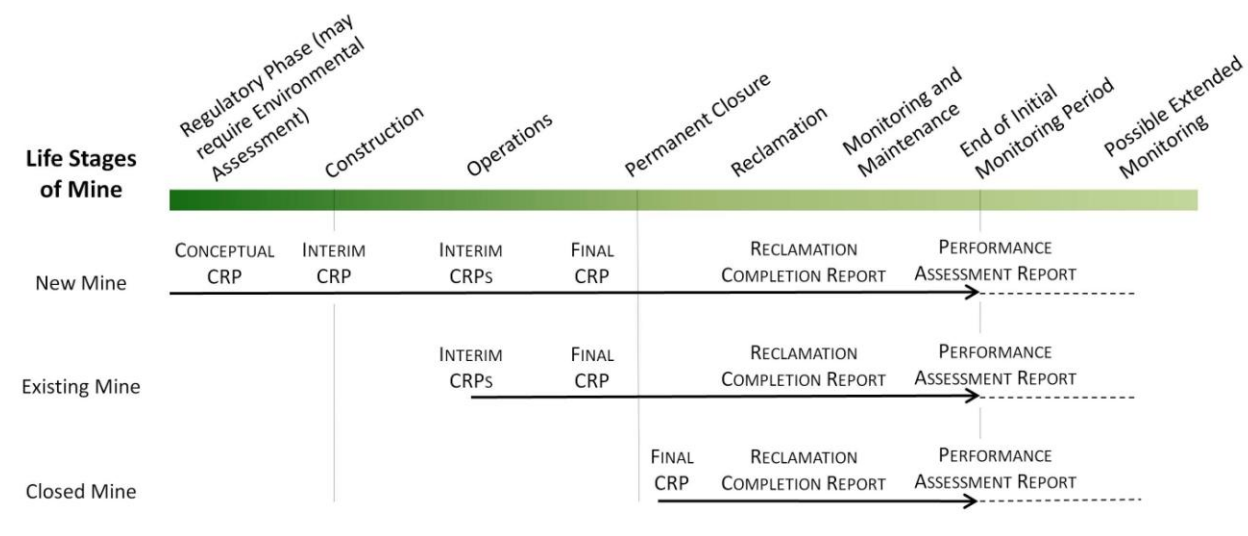 Regulatory Phase (may
require Environmental
Assessment)
Construction
Operations
Permanent Closure
Reclamation
Monitoring and
Maintenance
End of Initial
Monitoring Period
Possible Extended
Monitoring
Life Stages
of Mine
CONCEPTUAL
CRP
INTERIM
CRP
INTERIM
CRPS
FINAL
CRP
RECLAMATION
COMPLETION REPORT
PERFORMANCE
ASSESSMENT REPORT
New Mine
INTERIM
CRPS
FINAL
CRP
RECLAMATION
COMPLETION REPORT
PERFORMANCE
ASSESSMENT REPORT
Existing Mine
FINAL
CRP
RECLAMATION
COMPLETION REPORT
PERFORMANCE
ASSESSMENT REPORT
Closed Mine